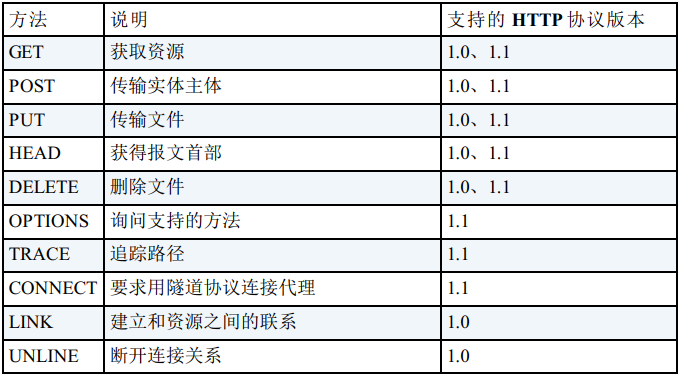 方法 说明 支持的 HTTP 协议版本
GET 获取资源 1.0、1.1
POST 传输实体主体 1.0、1.1
PUT 传输文件 1.0、1.1
HEAD 获得报文首部 1.0、1.1
DELETE 删除文件 1.0、1.1
OPTIONS 询问支持的方法 1.1
TRACE 追踪路径 1.1
CONNECT 要求用隧道协议连接代理 1.1
LINK 建立和资源之间的联系 1.0
UNLINE 断开连接关系 1.0